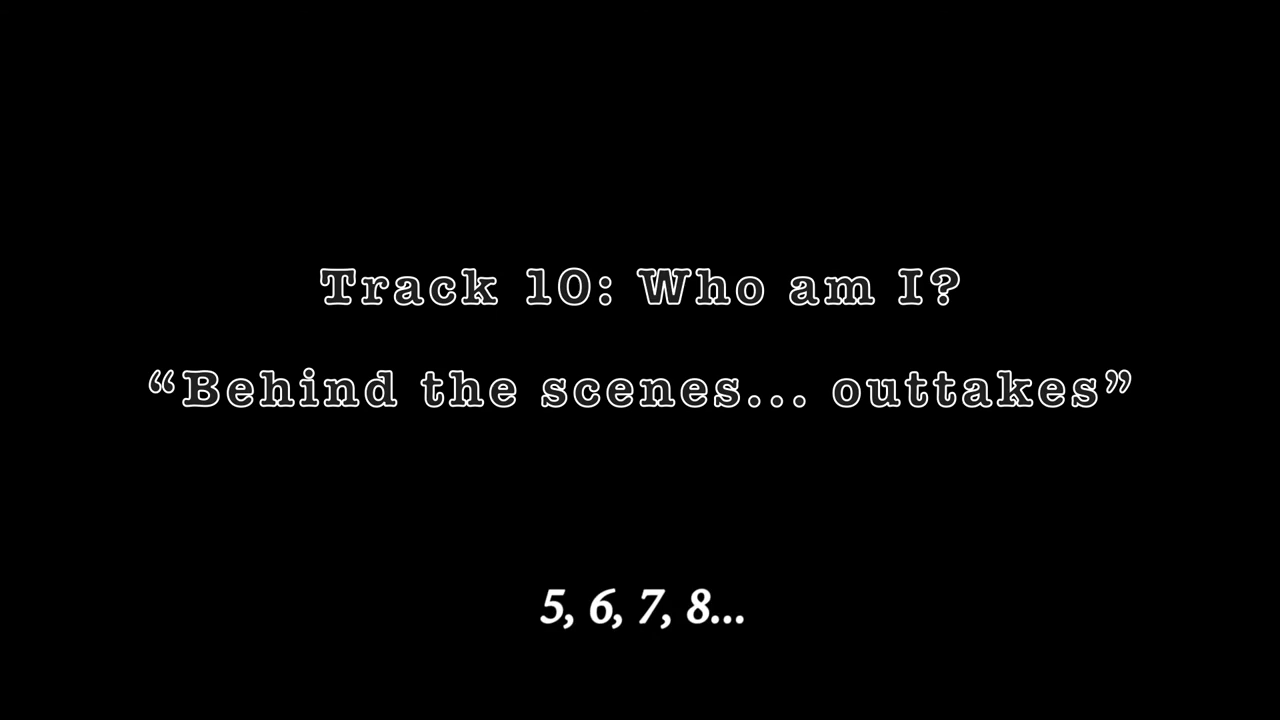 Track 10: Who am I?
“Behind the scenes... outtakes”
5, 6, 7, 8...